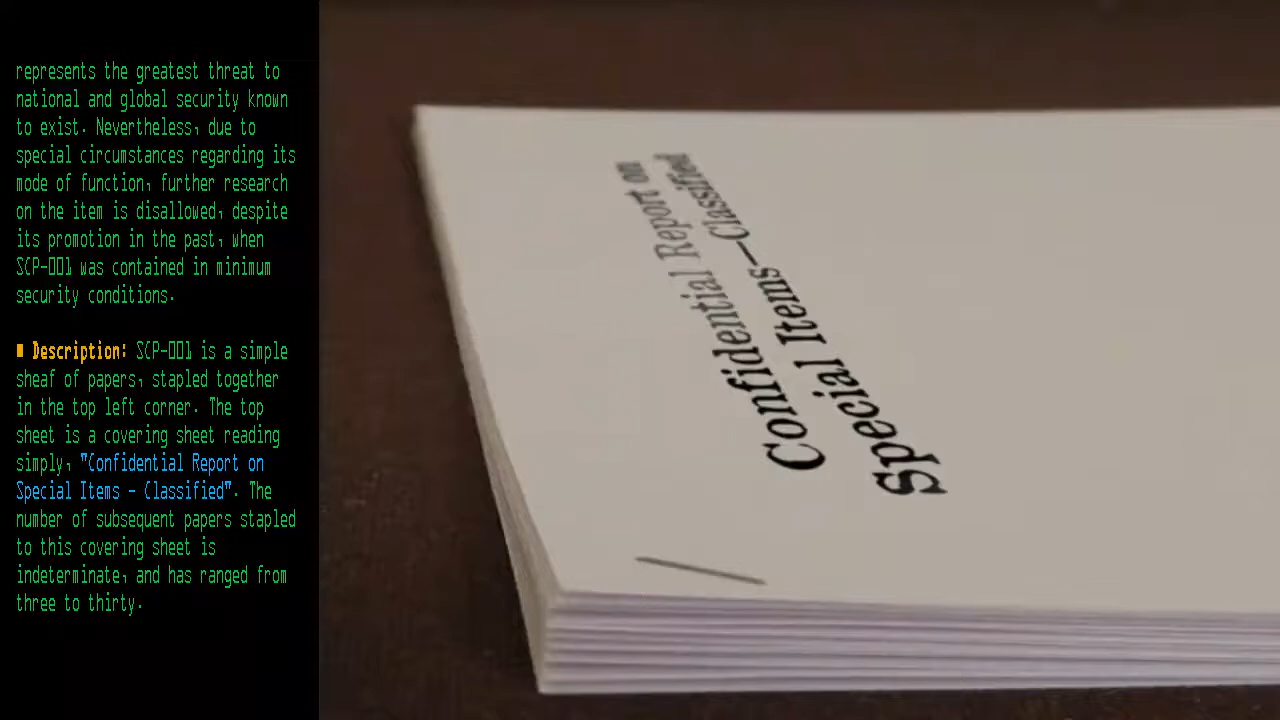 represents the greatest threat to
national and global security known
to exist. Nevertheless, due to
special circumstances regarding its
mode of function, further research
on the item is disallowed, despite
its promotion in the past, when
SCP-001 was contained in minimum
security conditions.
■ Description: SCP-001 is a simple
sheaf of papers, stapled together
in the top left corner. The top
sheet is a covering sheet reading
simply, "Confidential Report on
Special Items - Classified". The
number of subsequent papers stapled
to this covering sheet is
indeterminate, and has ranged from
three to thirty.
Confidential Report on
Special Items—Classified